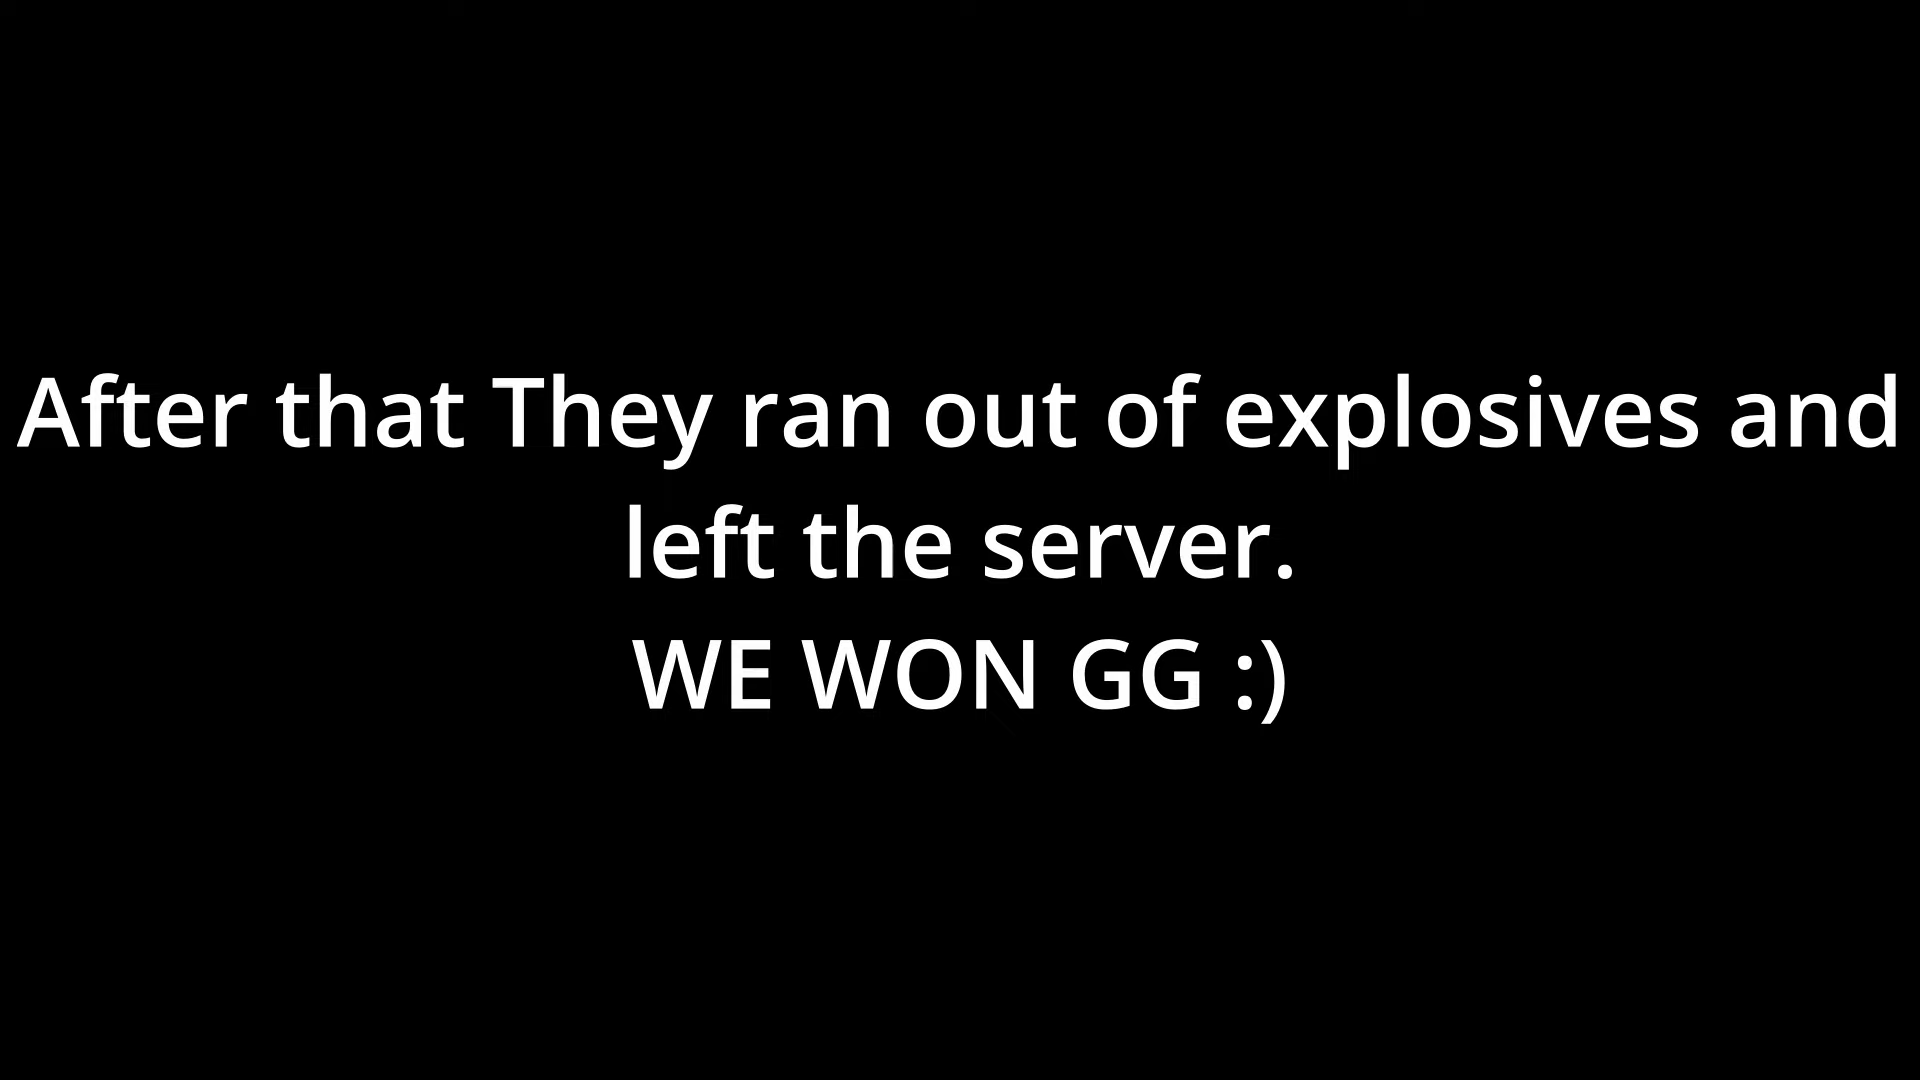 After that They ran out of explosives and
left the server.
WE WON GG :)